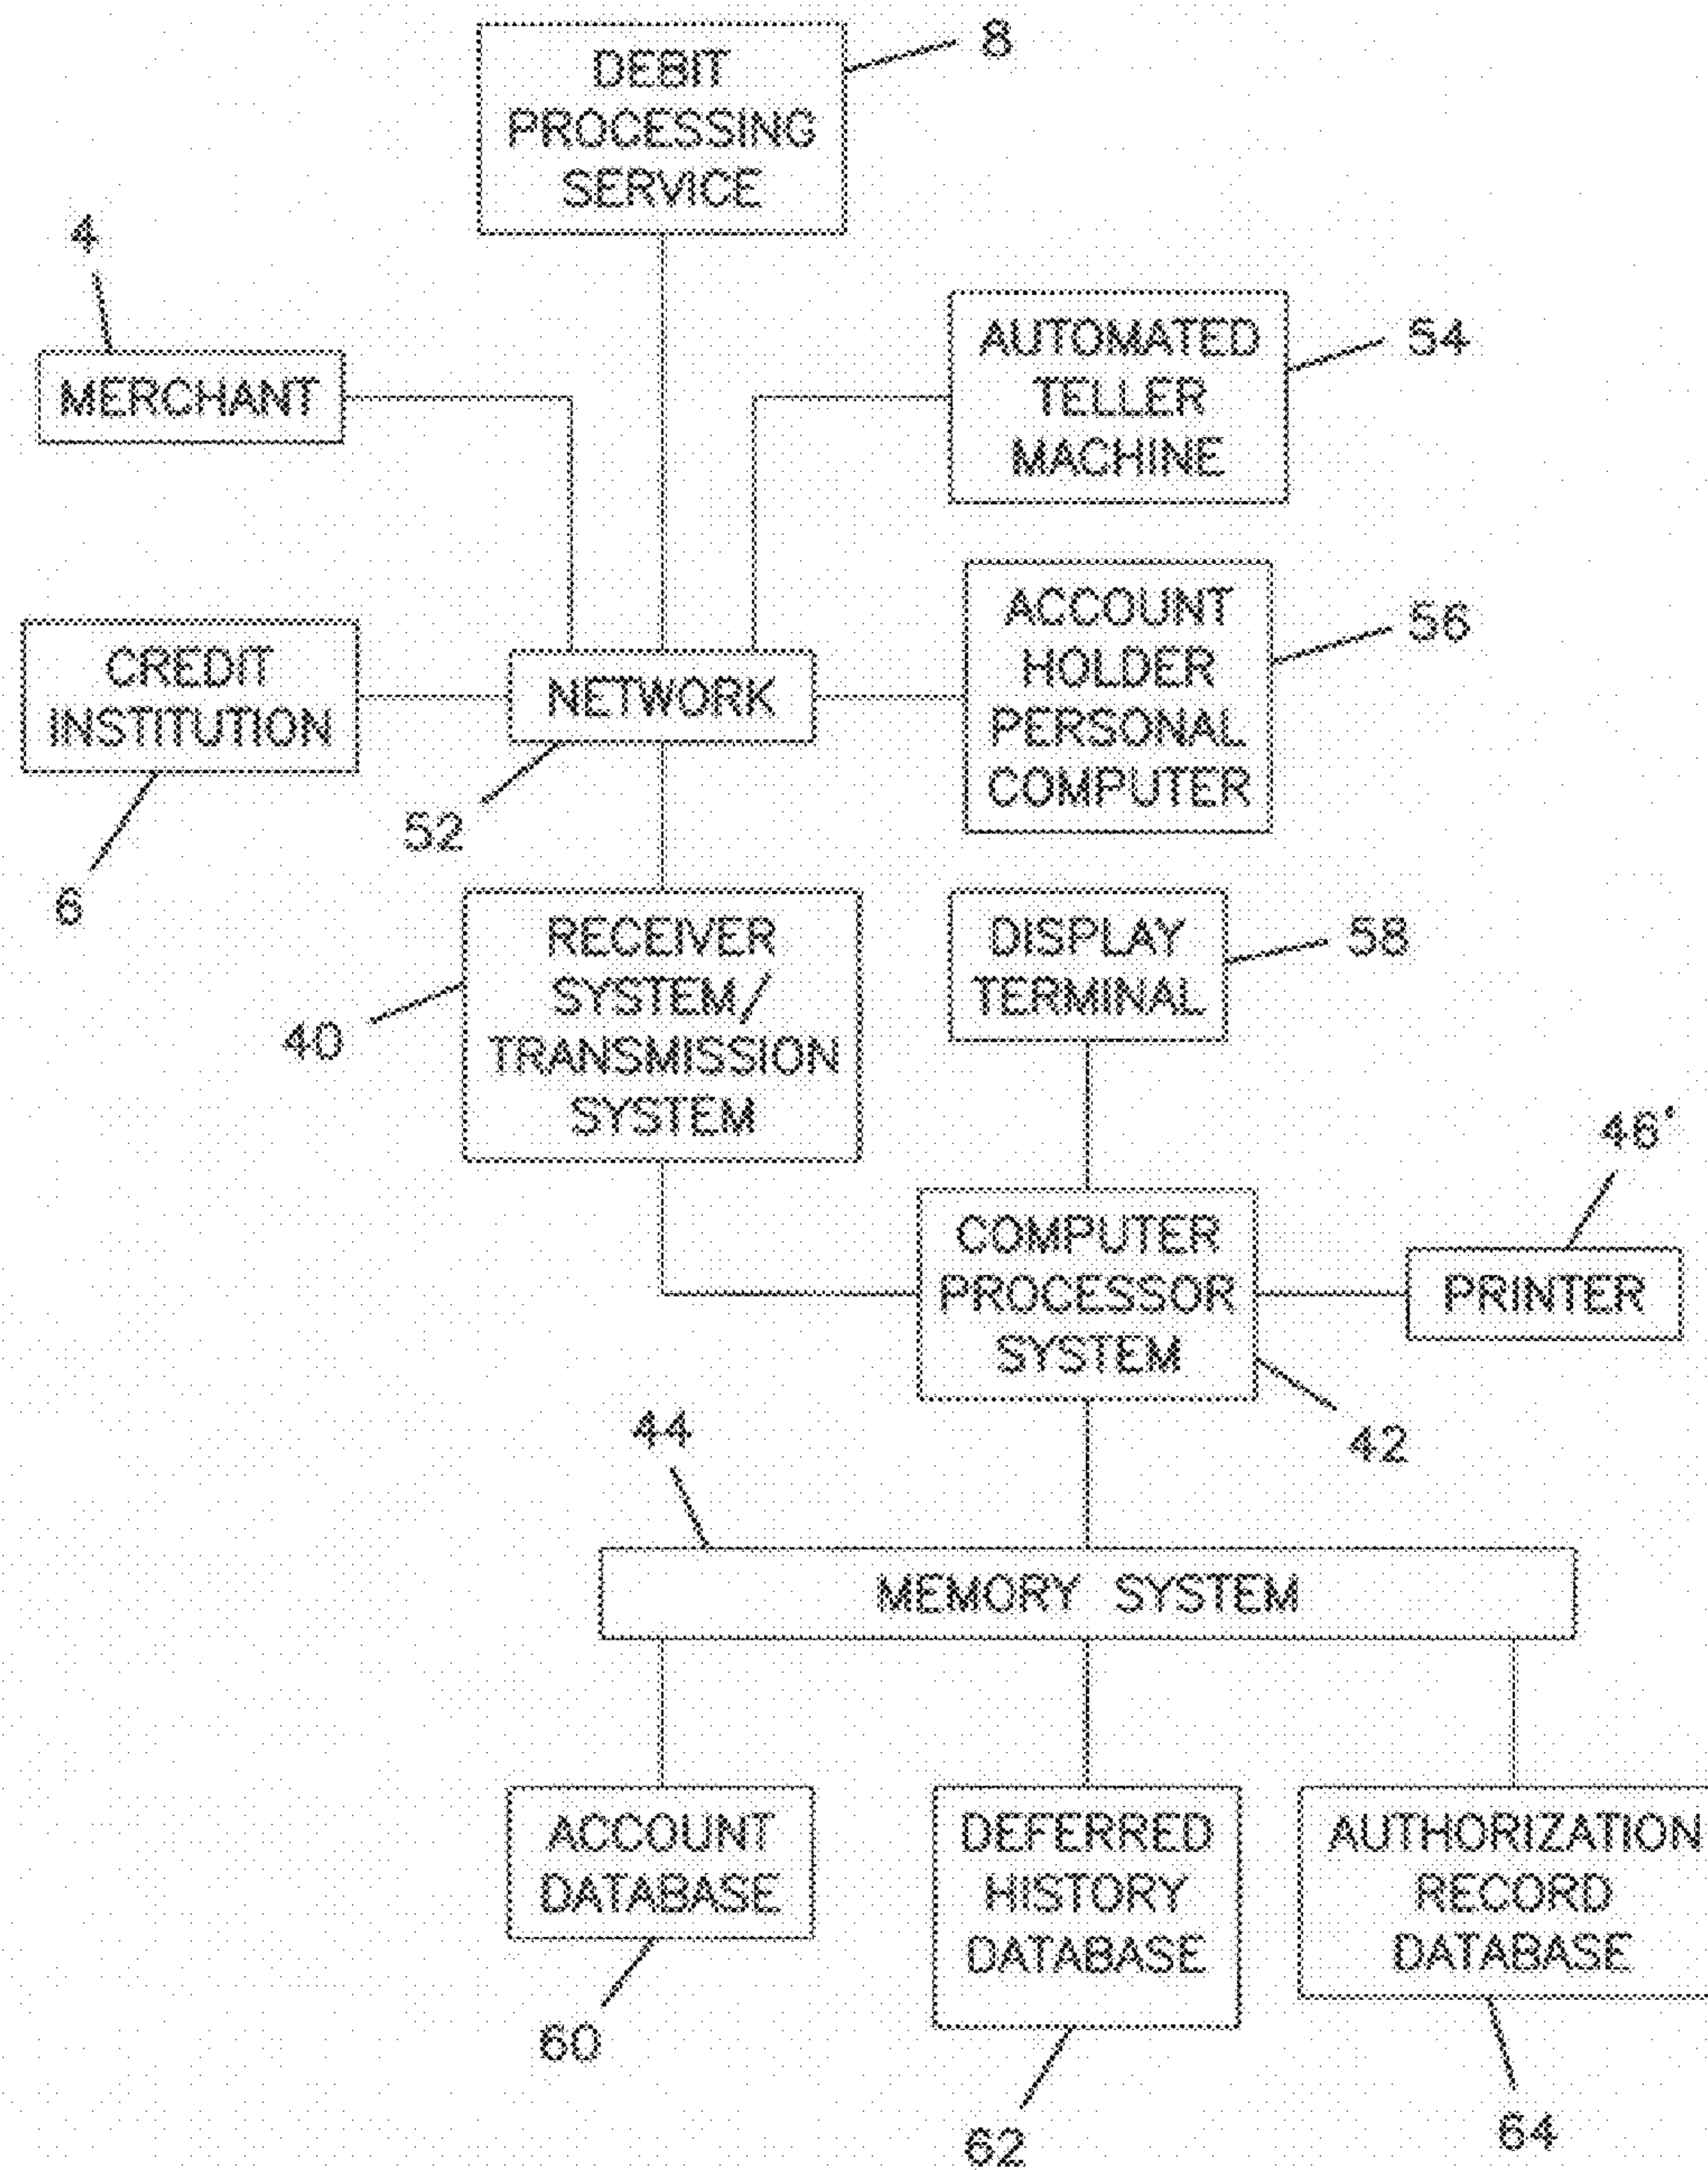 DEBIT
PROCESSING
SERVICE
8
4
MERCHANT
AUTOMATED
TELLER
MACHINE
54
CREDIT
INSTITUTION
6
NETWORK
52
ACCOUNT
HOLDER
PERSONAL
COMPUTER
56
RECEIVER
SYSTEM/
TRANSMISSION
SYSTEM
40
DISPLAY
TERMINAL
58
COMPUTER
PROCESSOR
SYSTEM
42
46'
PRINTER
44
MEMORY SYSTEM
ACCOUNT
DATABASE
60
DEFERRED
HISTORY
DATABASE
62
AUTHORIZATION
RECORD
DATABASE
64